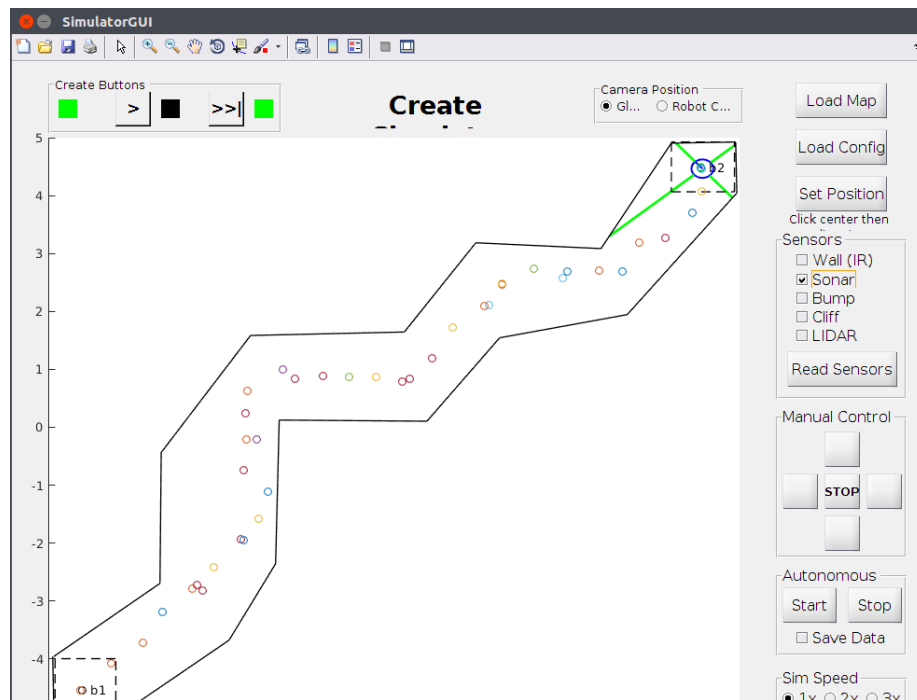 SimulatorGUI
Create Buttons
>
>>|
Create
Camera Position
Gl...
Robot C...
Load Map
Load Config
Set Position
Click center then
Sensors
Wall (IR)
Sonar
Bump
Cliff
LIDAR
Read Sensors
Manual Control
STOP
Autonomous
Start
Stop
Save Data
Sim Speed
1x
2x
3x
5
4
3
2
1
0
-1
-2
-3
-4
b2
b1